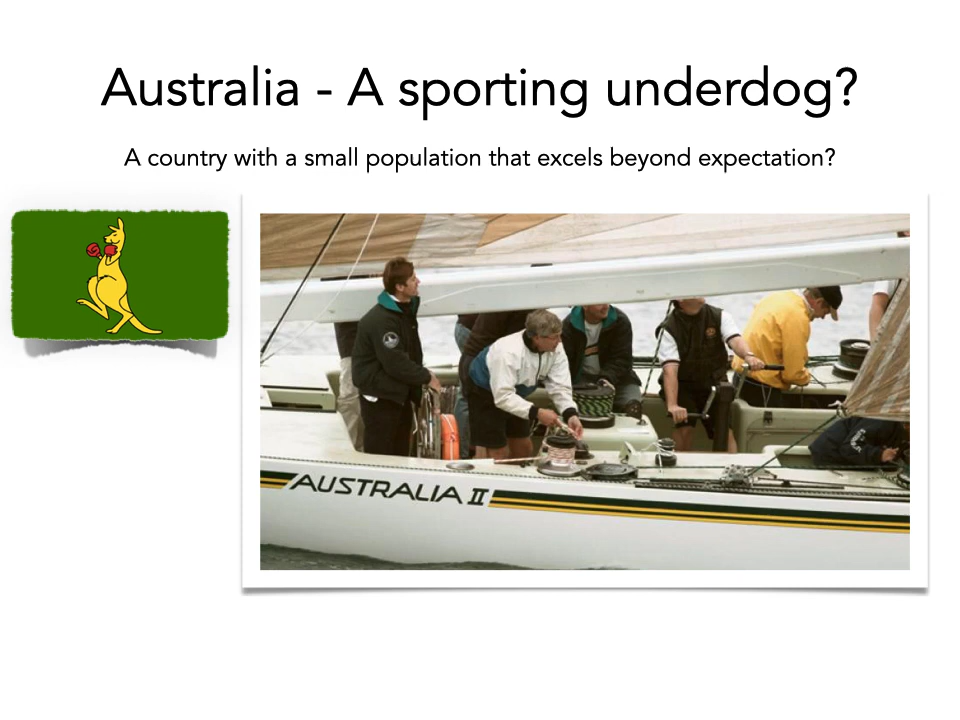 Australia - A sporting underdog?
A country with a small population that excels beyond expectation?
AUSTRALIA II